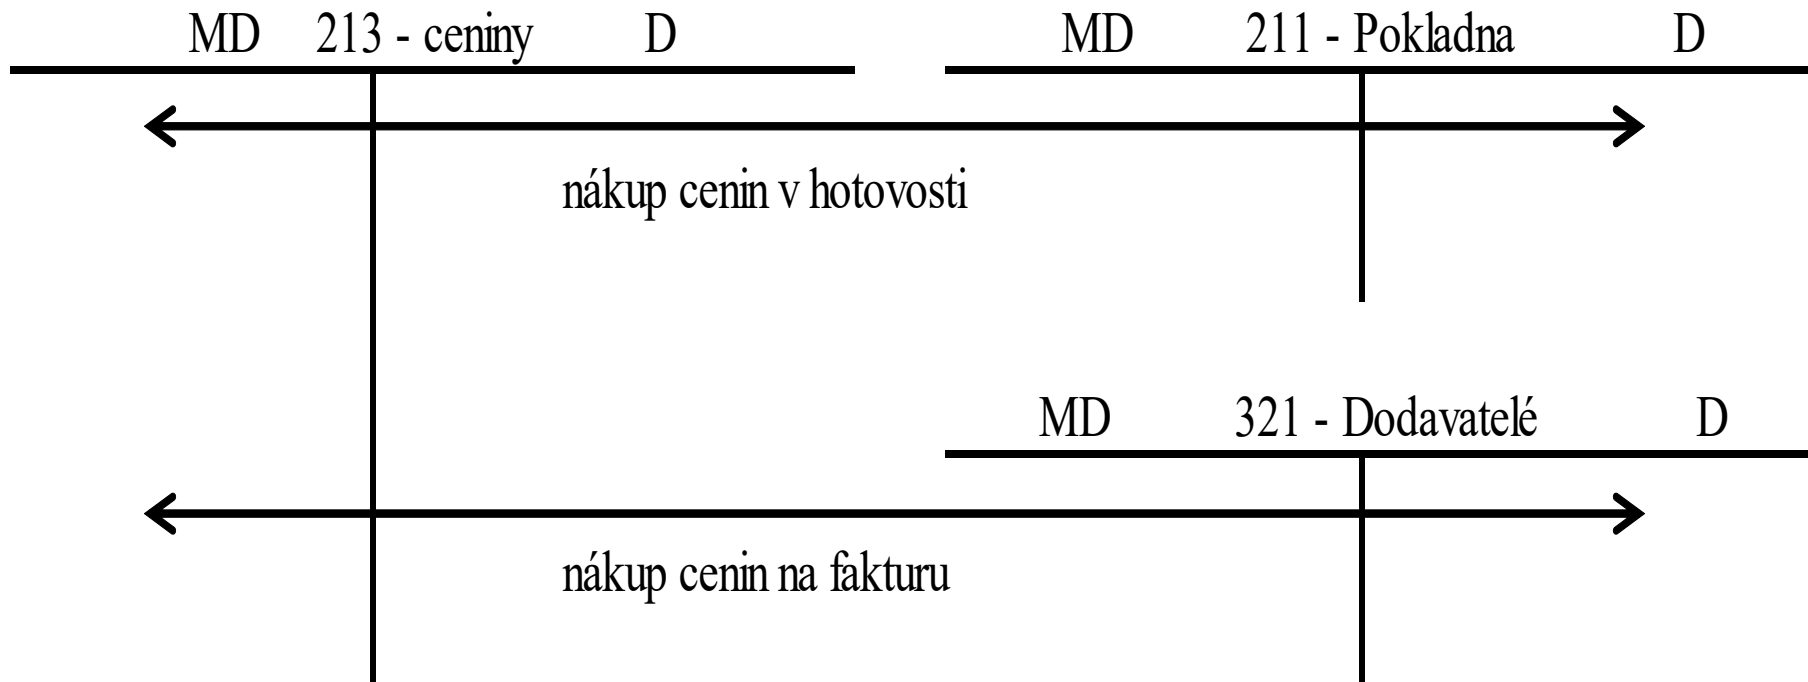 MD 213 - ceniny D MD 211 - Pokladna D
nákup cenin v hotovosti
MD 321 - Dodavatelé D
nákup cenin na fakturu